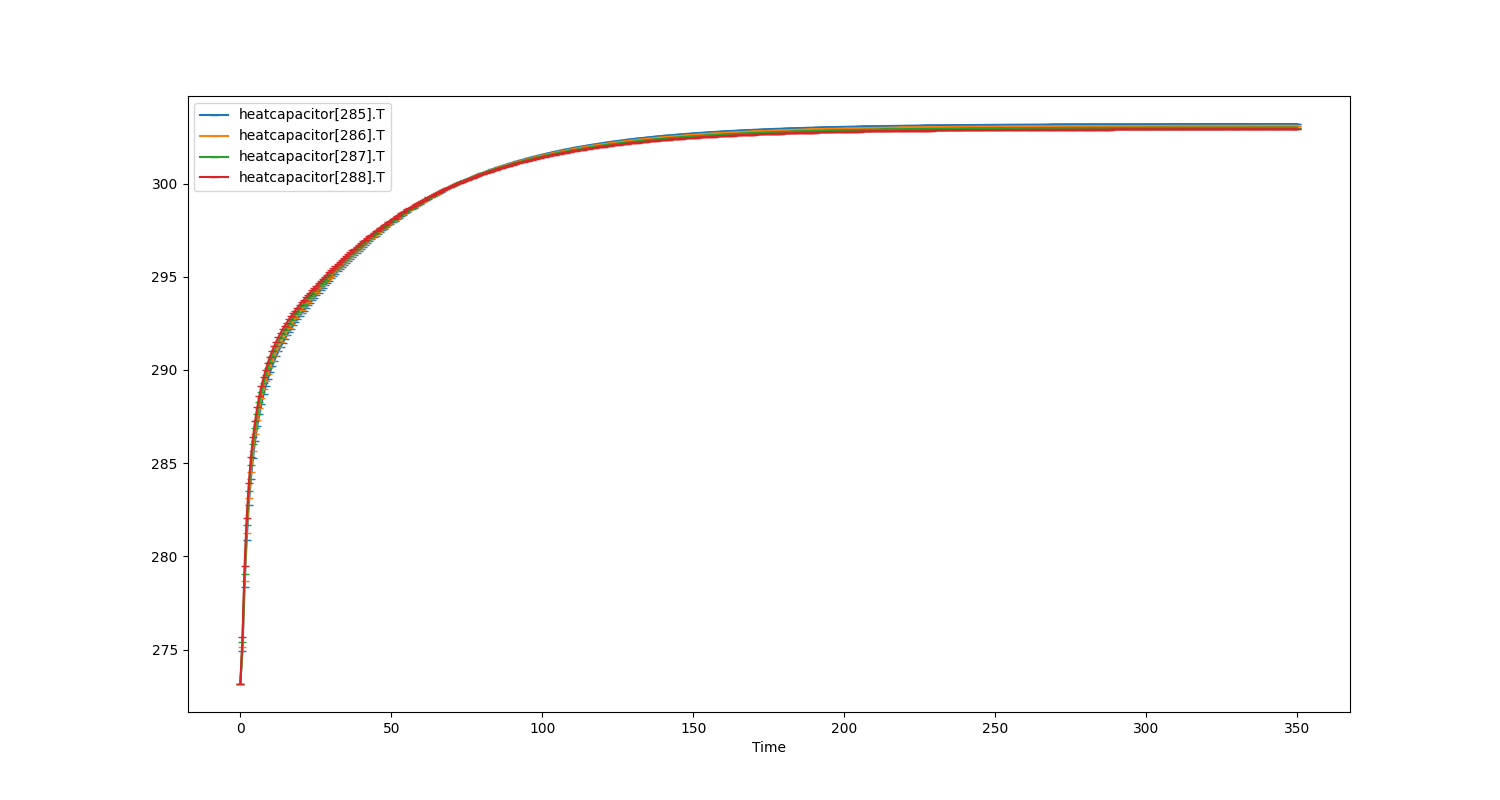 heatcapacitor[285].T
heatcapacitor[286].T
heatcapacitor[287].T
heatcapacitor[288].T
300
295
290
285
280
275
0 50 100 150 200 250 300 350
Time